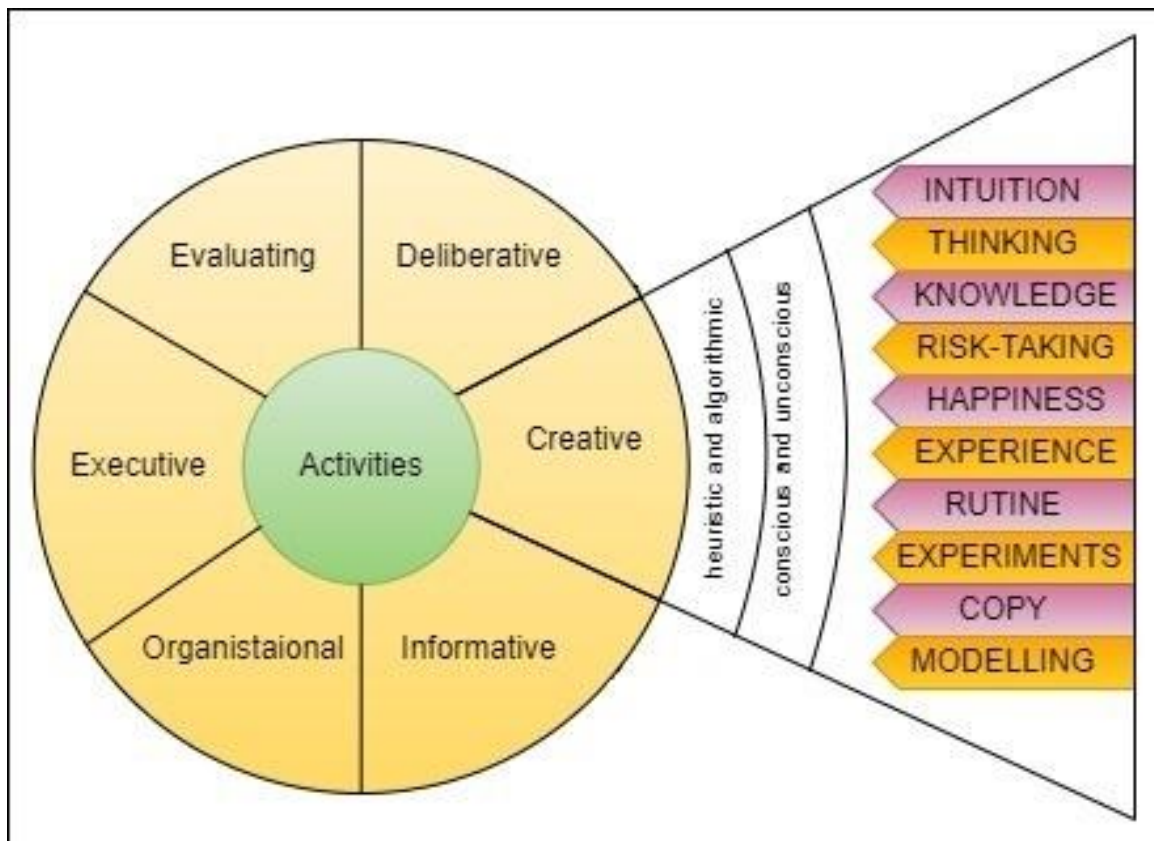 Evaluating
Deliberative
Executive
Activities
Creative
Organistaional
Informative
heuristic and algorithmic
conscious and unconscious
INTUITION
THINKING
KNOWLEDGE
RISK-TAKING
HAPPINESS
EXPERIENCE
RUTINE
EXPERIMENTS
COPY
MODELLING